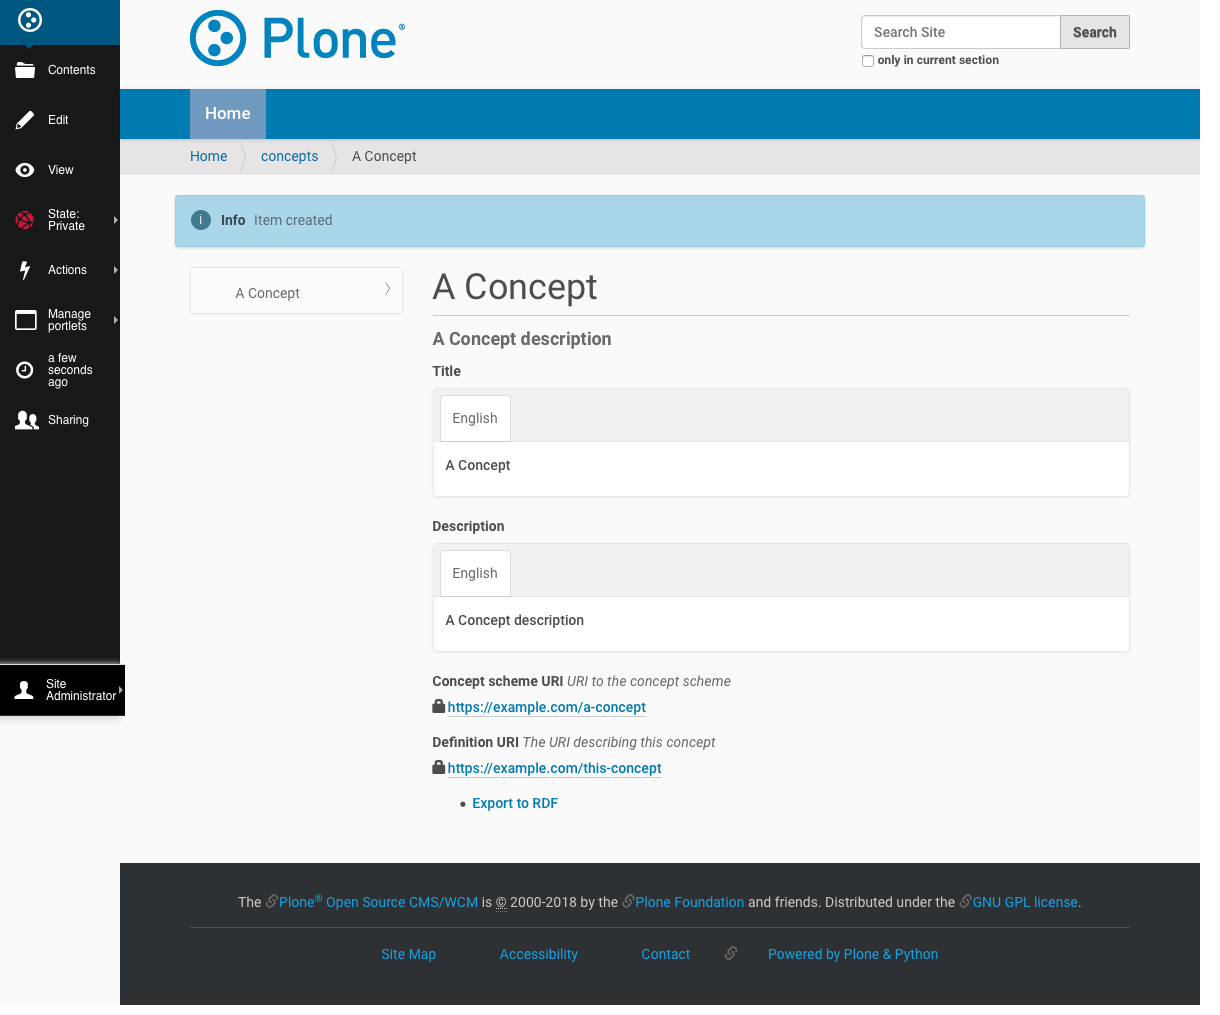 Contents
Edit
View
State:
Private
Actions
Manage
portlets
a few
seconds
ago
Sharing
Site
Administrator
Plone®
Search Site
Search
only in current section
Home
Home
concepts
A Concept
i Info Item created
A Concept
A Concept
A Concept description
Title
English
A Concept
Description
English
A Concept description
Concept scheme URI URI to the concept scheme
https://example.com/a-concept
Definition URI The URI describing this concept
https://example.com/this-concept
• Export to RDF
The Plone® Open Source CMS/WCM is © 2000-2018 by the Plone Foundation and friends. Distributed under the GNU GPL license.
Site Map
Accessibility
Contact
Powered by Plone & Python